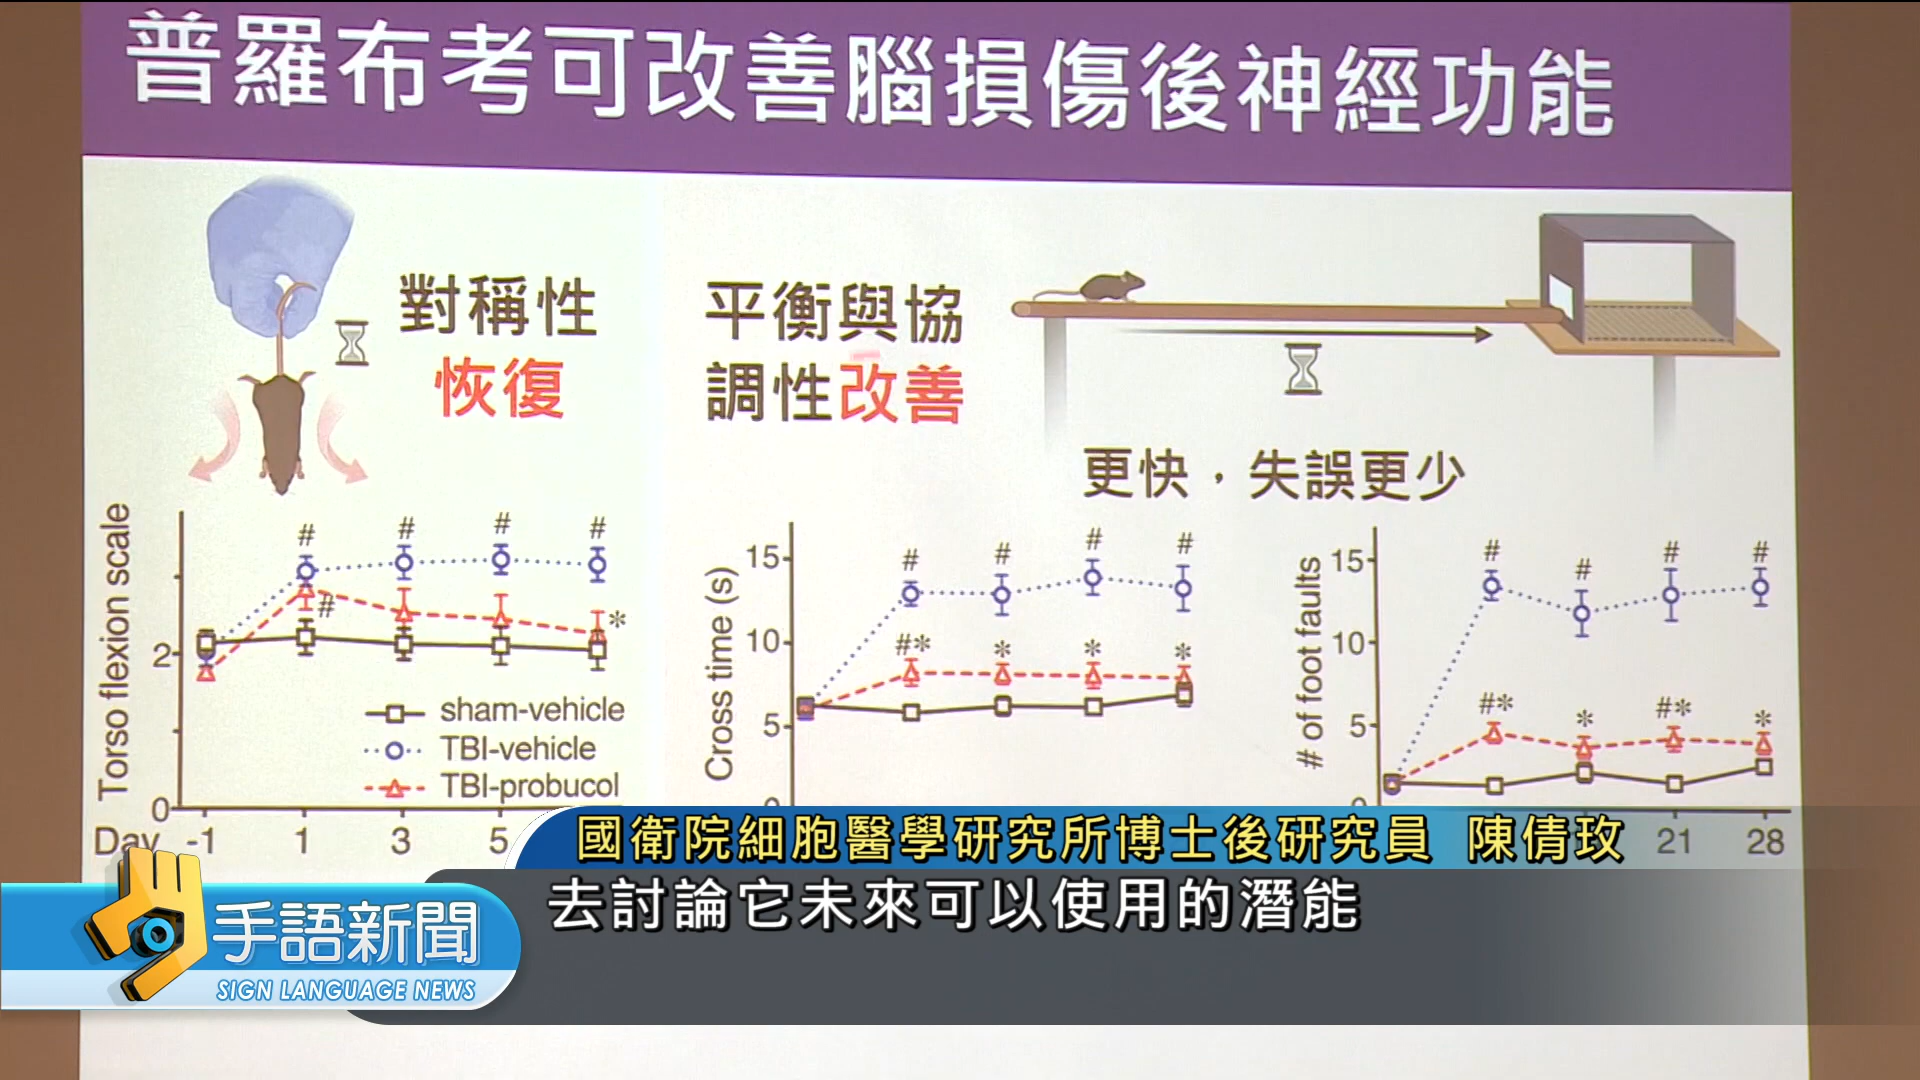 普羅布考可改善腦損傷後神經功能
對稱性
恢復
平衡與協
調性改善
更快，失誤更少
Torso flexion scale
2
0
# # # #
#
*
sham-vehicle
TBI-vehicle
TBI-probucol
Day -1 1 3 5
Cross time (s)
15
10
5
# # # #
#* * * *
# of foot faults
15
10
5
# # # #
#* * #* *
21 28
國衛院細胞醫學研究所博士後研究員 陳倩玫
去討論它未來可以使用的潛能
手語新聞
SIGN LANGUAGE NEWS